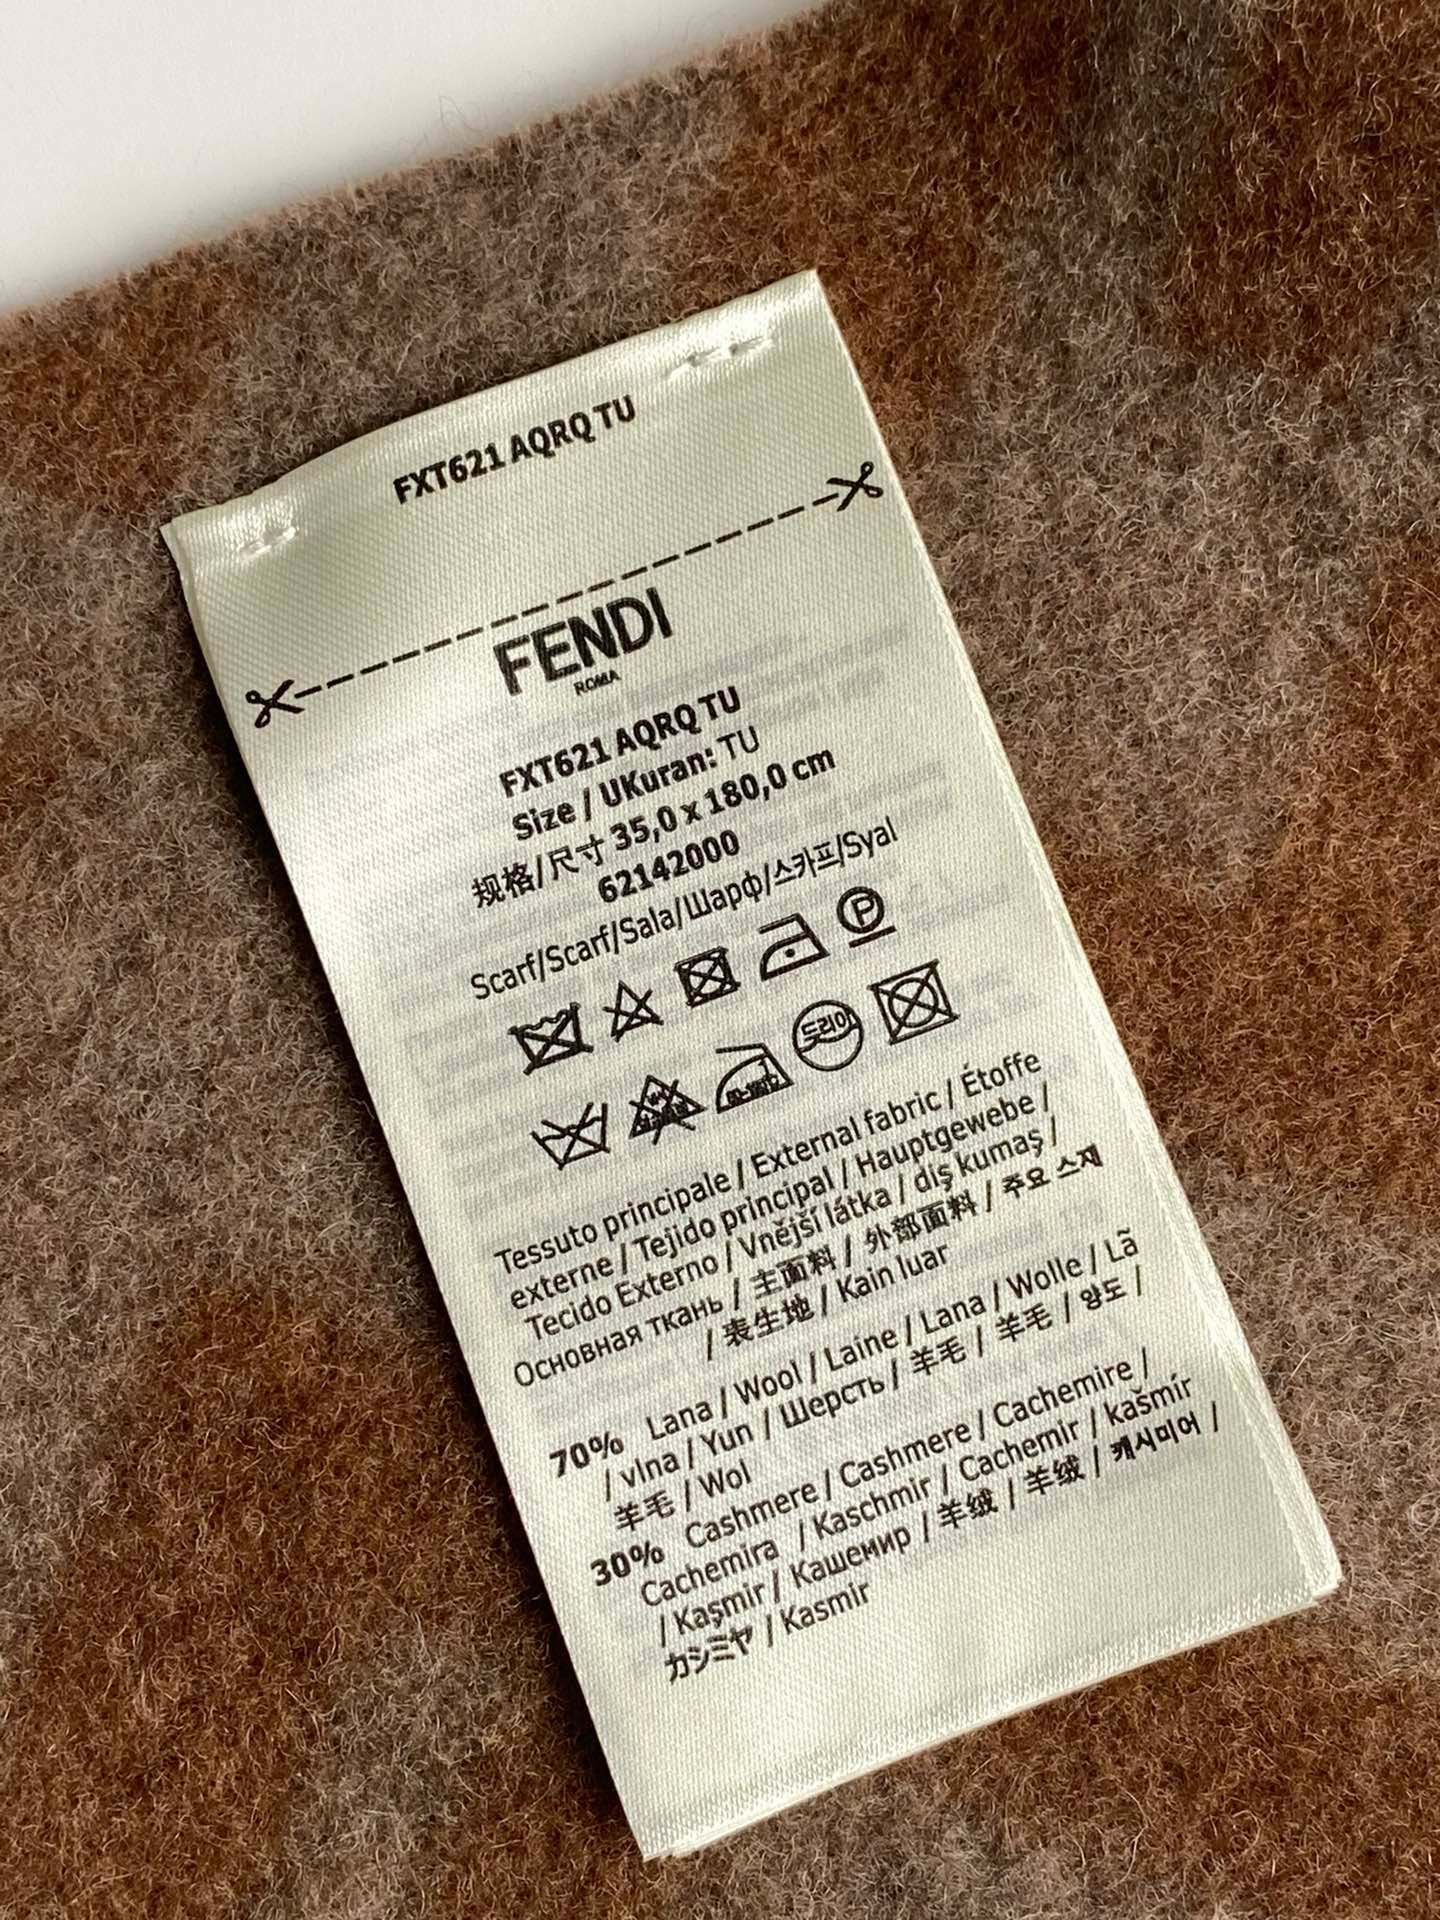 FXT621 AQRQ TU
FENDI
ROMA
FXT621 AQRQ TU
Size / UKuran: TU
规格/尺寸 35,0 x 180,0 cm
62142000
Scarf/Scarf/Sala/Шарф/스카프/Syal
P
드라이
Tessuto principale / External fabric / Étoffe
externe / Tejido principal / Hauptgewebe /
Tecido Externo / Vnější látka / diş kumaş /
Основная ткань / 主面料 / 外部面料 / 주요 소재
/ 表生地 / Kain luar
70% Lana / Wool / Laine / Lana / Wolle / Lã
/ vlna / Yun / Шерсть / 羊毛 / 羊毛 / 양도 /
羊毛 / Wol
30% Cashmere / Cashmere / Cachemire /
Cachemira / Kaschmir / Cachemir / kašmír
/ Kaşmir / Кашемир / 羊绒 / 羊绒 / 캐시미어 /
カシミヤ / Kasmir